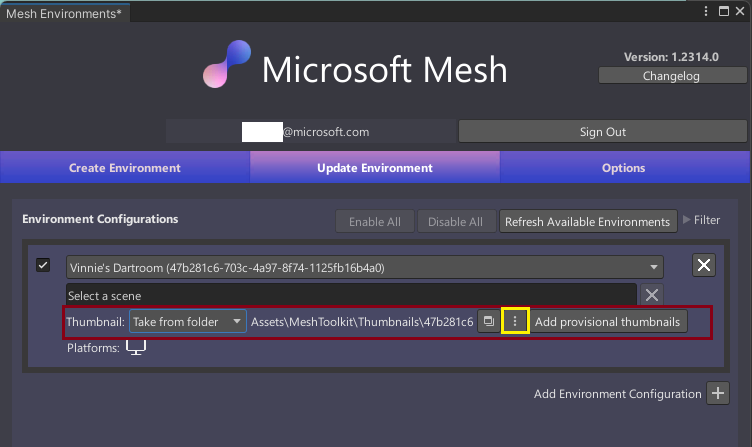 Mesh Environments*
Microsoft Mesh
Version: 1.2314.0
Changelog
@microsoft.com
Sign Out
Create Environment
Update Environment
Options
Environment Configurations
Enable All
Disable All
Refresh Available Environments
Filter
Vinnie's Dartroom (47b281c6-703c-4a97-8f74-1125fb16b4a0)
Select a scene
Thumbnail: Take from folder Assets\MeshToolkit\Thumbnails\47b281c6 Add provisional thumbnails
Platforms:
Add Environment Configuration